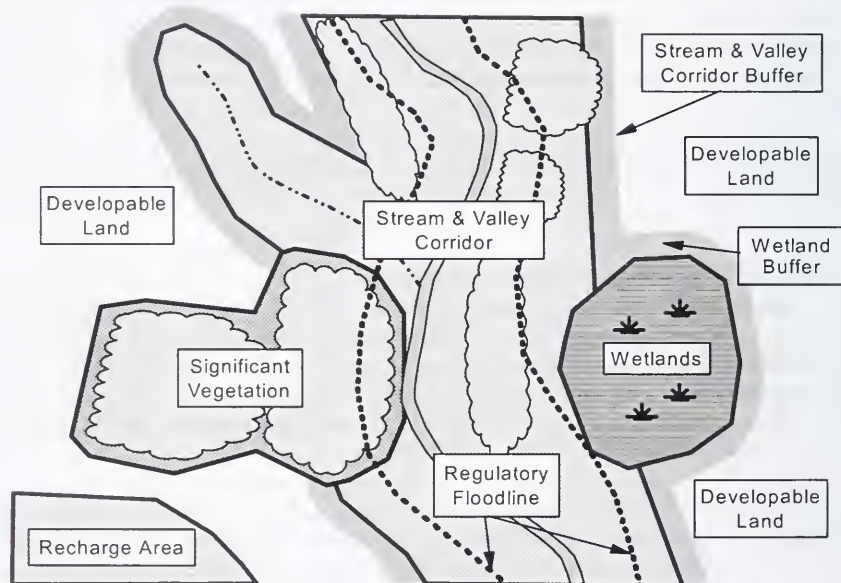 Stream & Valley
Corridor Buffer
Developable
Land
Developable
Land
Stream & Valley
Corridor
Wetland
Buffer
Significant
Vegetation
Wetlands
Regulatory
Floodline
Developable
Land
Recharge Area